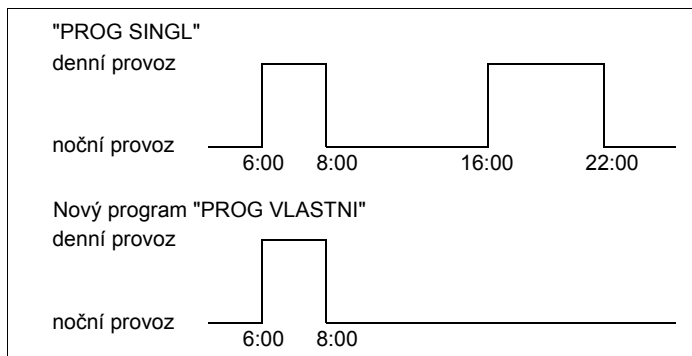 "PROG SINGL"
denní provoz
noční provoz
6:00 8:00 16:00 22:00
Nový program "PROG VLASTNI"
denní provoz
noční provoz
6:00 8:00